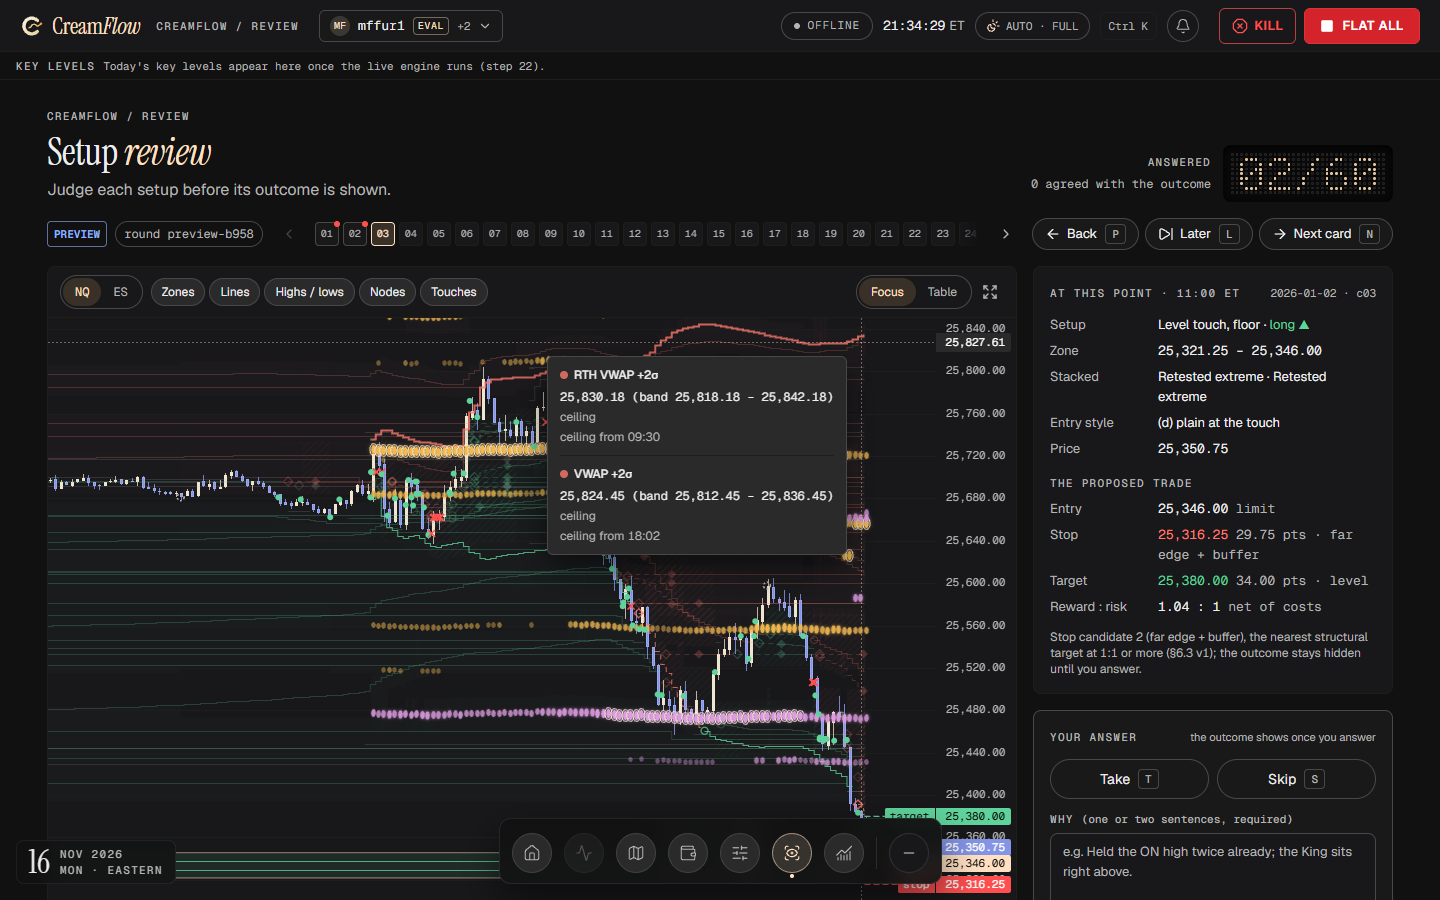 CreamFlow
CREAMFLOW / REVIEW
MF mffur1 EVAL +2
OFFLINE
21:34:29 ET
AUTO · FULL
Ctrl K
KILL
FLAT ALL
KEY LEVELS Today's key levels appear here once the live engine runs (step 22).
CREAMFLOW / REVIEW
Setup review
Judge each setup before its outcome is shown.
ANSWERED
0 agreed with the outcome
02/60
PREVIEW
round preview-b958
01 02 03 04 05 06 07 08 09 10 11 12 13 14 15 16 17 18 19 20 21 22 23 24
Back P
Later L
Next card N
NQ ES
Zones
Lines
Highs / lows
Nodes
Touches
Focus
Table
25,840.00
25,827.61
25,800.00
25,760.00
25,720.00
25,680.00
25,640.00
25,600.00
25,560.00
25,520.00
25,480.00
25,440.00
25,400.00
target 25,380.00
25,360.00
25,350.75
25,346.00
stop 25,316.25
RTH VWAP +2σ
25,830.18 (band 25,818.18 – 25,842.18)
ceiling
ceiling from 09:30
VWAP +2σ
25,824.45 (band 25,812.45 – 25,836.45)
ceiling
ceiling from 18:02
16 NOV 2026
MON · EASTERN
AT THIS POINT · 11:00 ET
2026-01-02 · c03
Setup Level touch, floor · long ▲
Zone 25,321.25 – 25,346.00
Stacked Retested extreme · Retested
extreme
Entry style (d) plain at the touch
Price 25,350.75
THE PROPOSED TRADE
Entry 25,346.00 limit
Stop 25,316.25 29.75 pts · far
edge + buffer
Target 25,380.00 34.00 pts · level
Reward : risk 1.04 : 1 net of costs
Stop candidate 2 (far edge + buffer), the nearest structural
target at 1:1 or more (§6.3 v1); the outcome stays hidden
until you answer.
YOUR ANSWER
the outcome shows once you answer
Take T
Skip S
WHY (one or two sentences, required)
e.g. Held the ON high twice already; the King sits
right above.